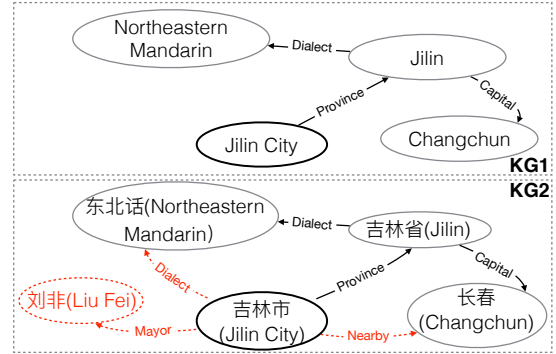 Northeastern
Mandarin
Dialect
Jilin
Province
Capital
Jilin City
Changchun
KG1
KG2
东北话(Northeastern
Mandarin)
Dialect
吉林省(Jilin)
Dialect
Province
Capital
刘非(Liu Fei)
Mayor
吉林市
(Jilin City)
Nearby
长春
(Changchun)